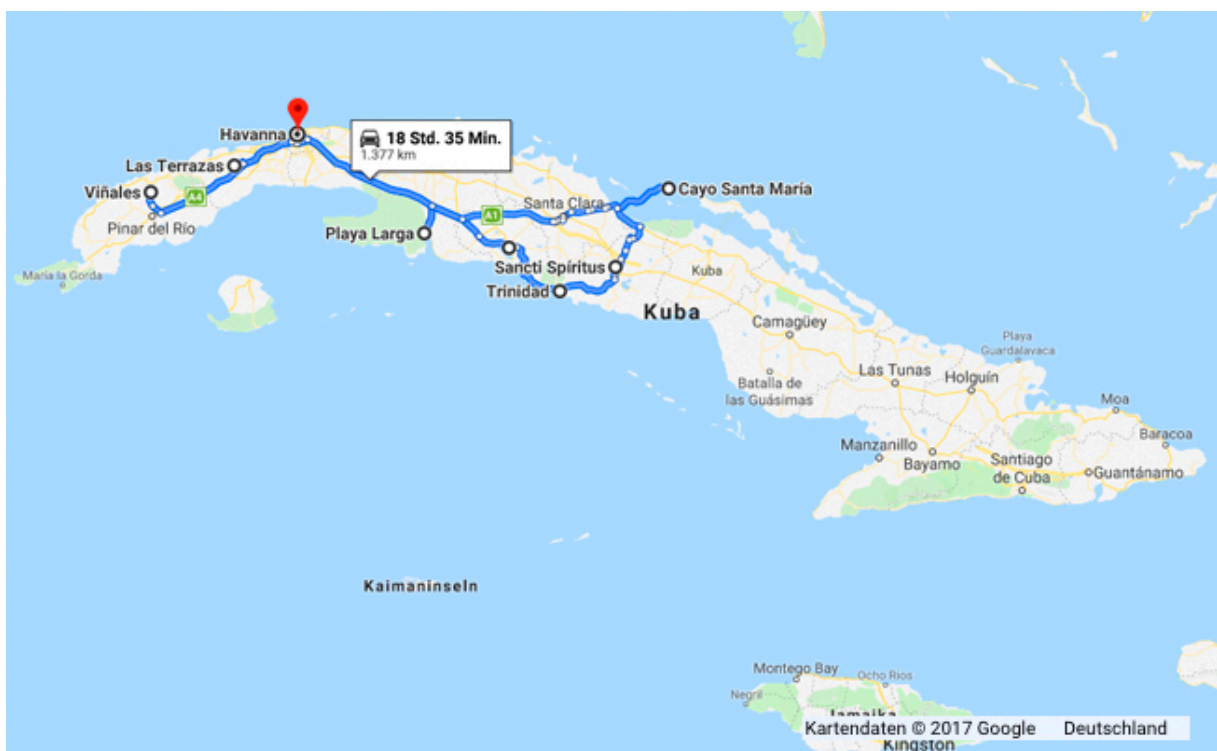 Havanna
18 Std. 35 Min.
1.377 km
Las Terrazas
Viñales
A4
Pinar del Río
María la Gorda
Cayo Santa María
Santa Clara
A1
Playa Larga
Sancti Spíritus
Trinidad
Kuba
Kuba
Camagüey
Playa
Guardalavaca
Las Tunas
Holguín
Batalla de
las Guásimas
Moa
Baracoa
Manzanillo
Bayamo
Santiago
de Cuba
Guantánamo
Kaimaninseln
Montego Bay
Ocho Rios
Negril
Jamaika
Kartendaten © 2017 Google Deutschland
Kingston